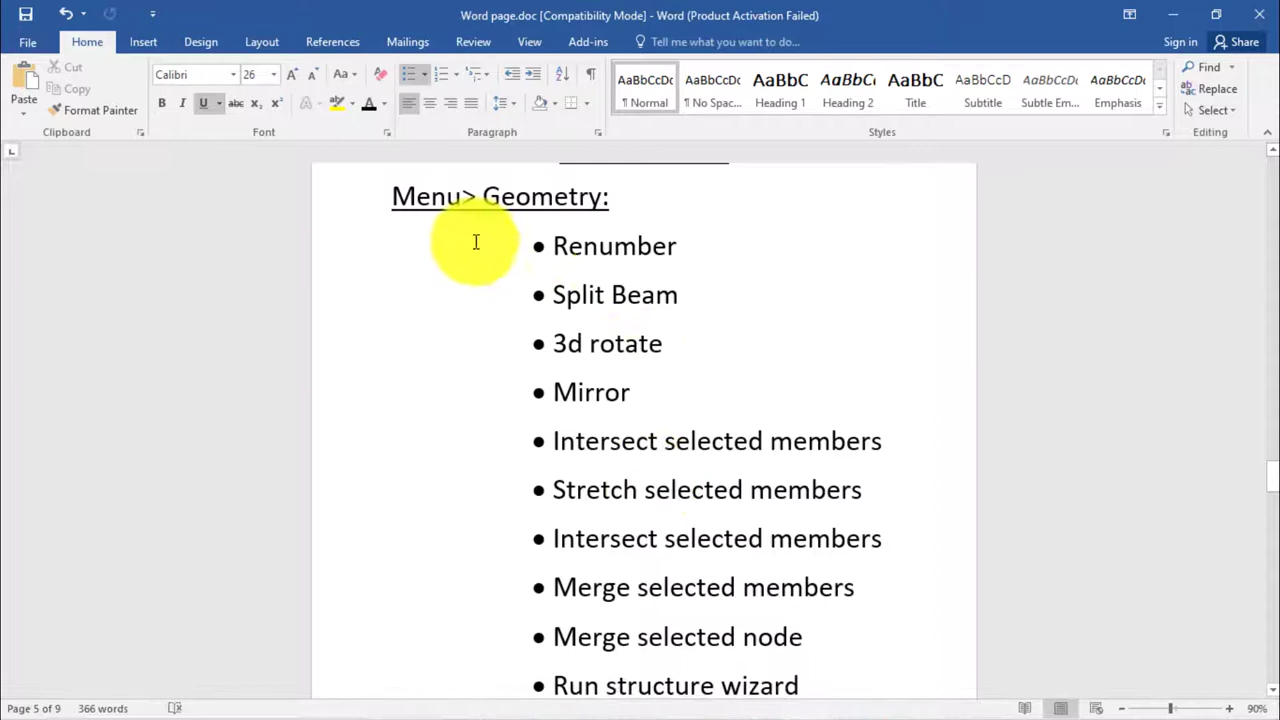 Word page.doc [Compatibility Mode] - Word (Product Activation Failed)
File Home Insert Design Layout References Mailings Review View Add-ins Tell me what you want to do... Sign in Share
Paste Cut Copy Format Painter
Clipboard
Calibri 26 Aa
B I U abc x₂ x² A ab A
Font
Paragraph
AaBbCcDc AaBbCcDc AaBbC AaBbCc AaBbC AaBbCcD AaBbCcDc AaBbCcDc
¶ Normal ¶ No Spac... Heading 1 Heading 2 Title Subtitle Subtle Em... Emphasis
Styles
Find
Replace
Select
Editing
Menu> Geometry:
• Renumber
• Split Beam
• 3d rotate
• Mirror
• Intersect selected members
• Stretch selected members
• Intersect selected members
• Merge selected members
• Merge selected node
• Run structure wizard
Page 5 of 9 366 words 90%